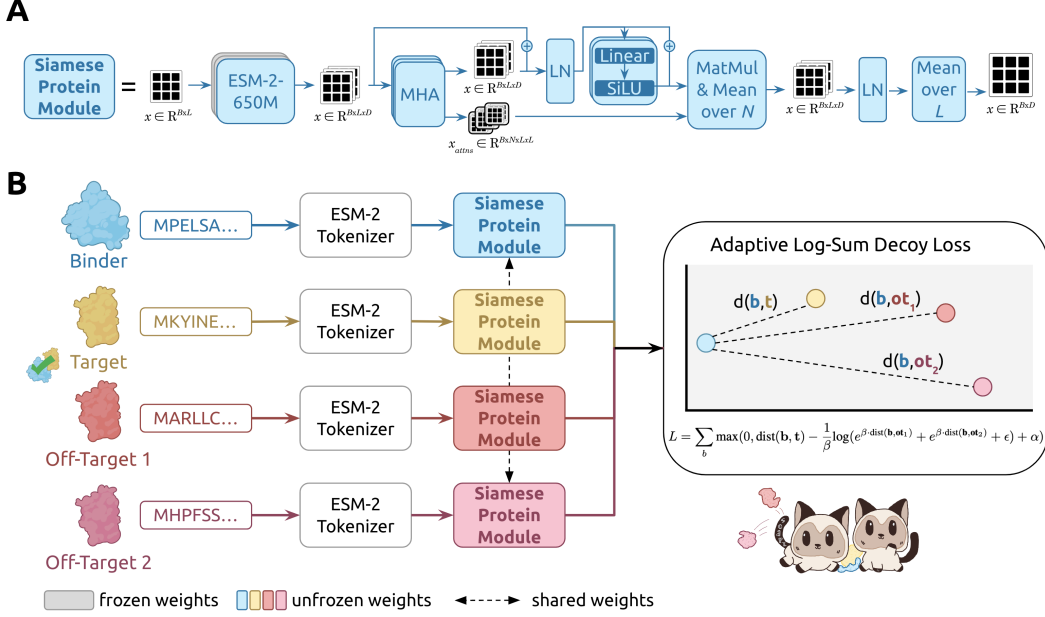 A
Siamese
Protein
Module
=
x ∈ R^{BxL}
ESM-2-
650M
x ∈ R^{BxLxD}
MHA
x ∈ R^{BxLxD}
x_{attns} ∈ R^{BxNxLxL}
+
LN
Linear
SiLU
+
MatMul
& Mean
over N
x ∈ R^{BxLxD}
LN
Mean
over
L
x ∈ R^{BxD}
B
Binder
MPELSA...
ESM-2
Tokenizer
Siamese
Protein
Module
Target
MKYINE...
ESM-2
Tokenizer
Siamese
Protein
Module
Off-Target 1
MARLLC...
ESM-2
Tokenizer
Siamese
Protein
Module
Off-Target 2
MHPFSS...
ESM-2
Tokenizer
Siamese
Protein
Module
Adaptive Log-Sum Decoy Loss
d(b,t)
d(b,ot_1)
d(b,ot_2)
L = ∑_b max(0, dist(b, t) − \frac{1}{β} log(e^{β·dist(b,ot_1)} + e^{β·dist(b,ot_2)} + ϵ) + α)
frozen weights
unfrozen weights
shared weights